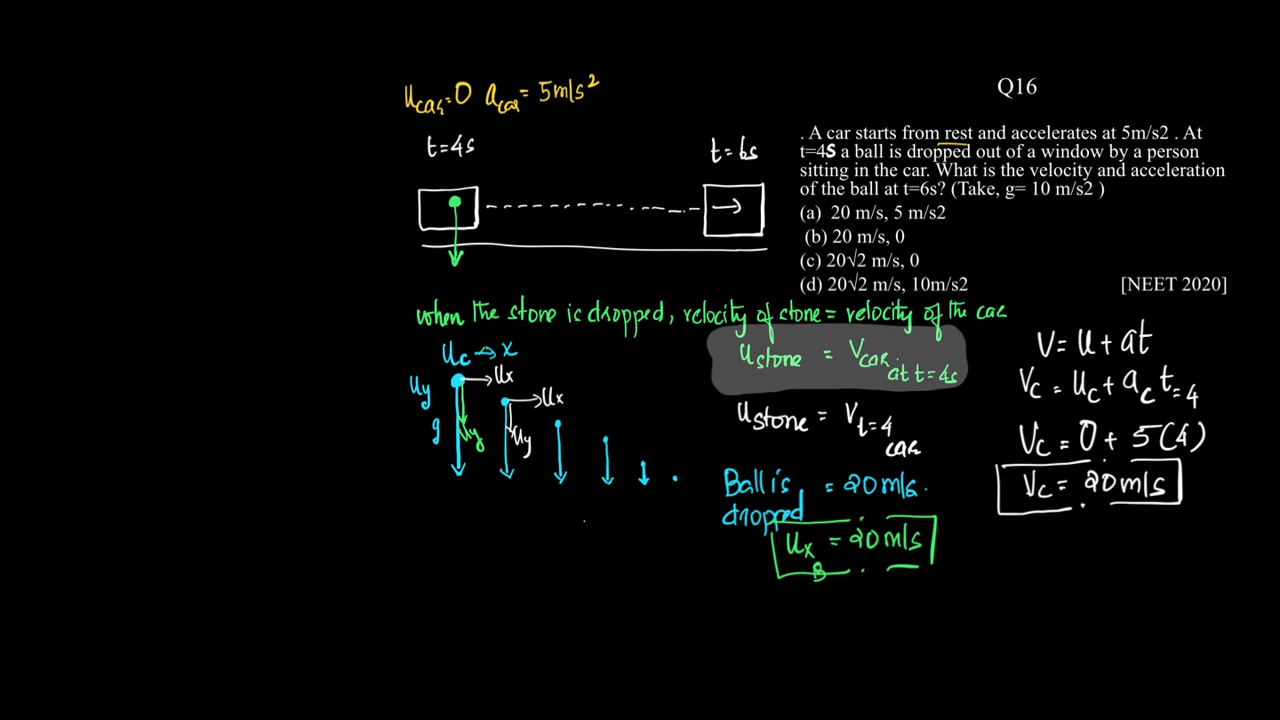 u car = 0 a car = 5m/s²
Q16
. A car starts from rest and accelerates at 5m/s2 . At
t=4s a ball is dropped out of a window by a person
sitting in the car. What is the velocity and acceleration
of the ball at t=6s? (Take, g= 10 m/s2 )
(a) 20 m/s, 5 m/s2
(b) 20 m/s, 0
(c) 20√2 m/s, 0
(d) 20√2 m/s, 10m/s2
[NEET 2020]
t=4s
t=6s
when the stone is dropped, velocity of stone = velocity of the car
Uc → x
Ux
Uy
g
Uy
Ux
Uy
Ustone = Vcar at t=4s
Ustone = Vt=4 car
Ball is dropped = 20m/s.
Ux B = 20m/s
V = U + at
Vc = Uc + ac t=4
Vc = 0 + 5(4)
Vc = 20m/s